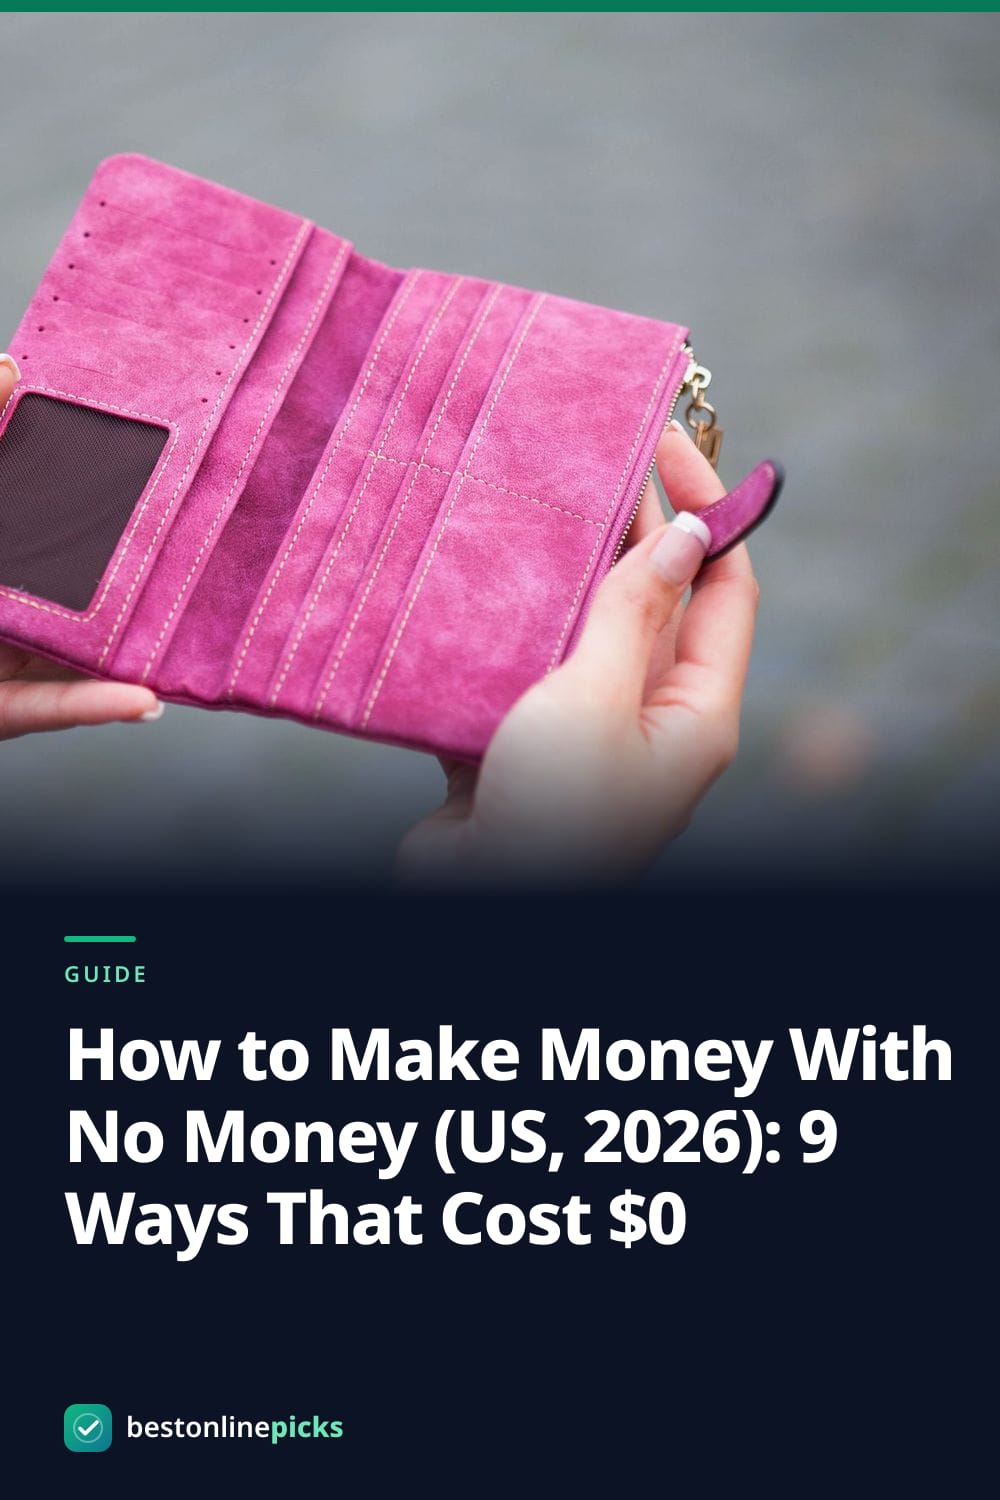 GUIDE
How to Make Money With
No Money (US, 2026): 9
Ways That Cost $0
bestonlinepicks